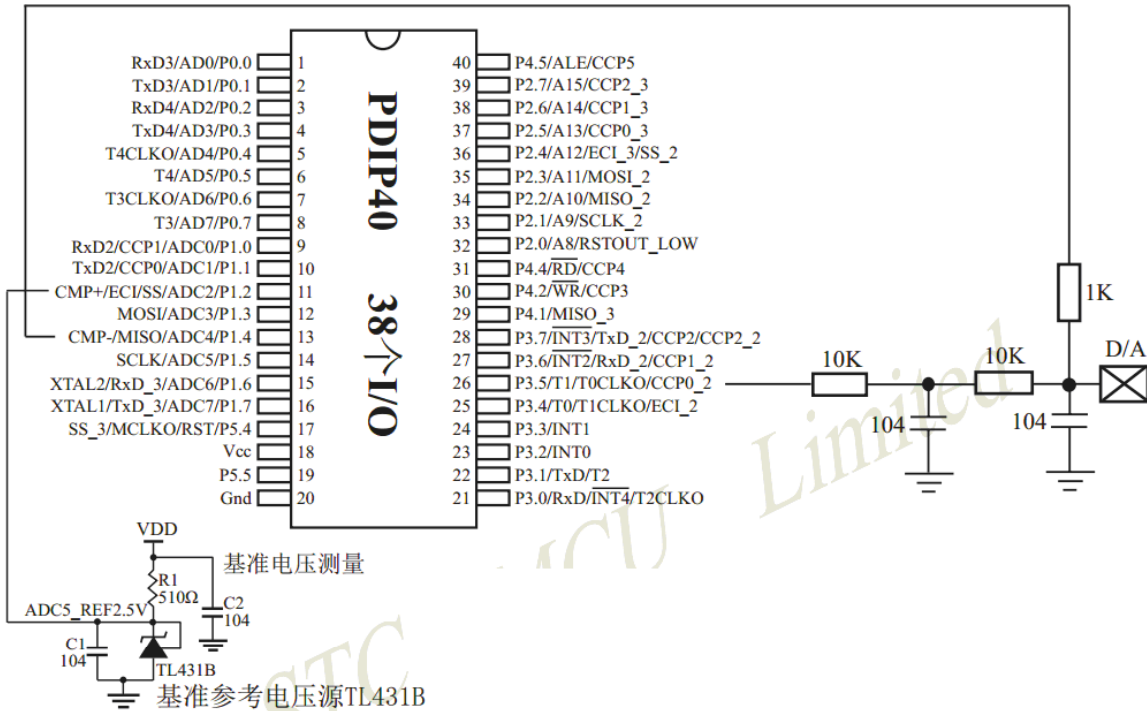 RxD3/AD0/P0.0 1 40 P4.5/ALE/CCP5
TxD3/AD1/P0.1 2 39 P2.7/A15/CCP2_3
RxD4/AD2/P0.2 3 38 P2.6/A14/CCP1_3
TxD4/AD3/P0.3 4 37 P2.5/A13/CCP0_3
T4CLKO/AD4/P0.4 5 36 P2.4/A12/ECI_3/SS_2
T4/AD5/P0.5 6 35 P2.3/A11/MOSI_2
T3CLKO/AD6/P0.6 7 34 P2.2/A10/MISO_2
T3/AD7/P0.7 8 33 P2.1/A9/SCLK_2
RxD2/CCP1/ADC0/P1.0 9 32 P2.0/A8/RSTOUT_LOW
TxD2/CCP0/ADC1/P1.1 10 31 P4.4/RD/CCP4
CMP+/ECI/SS/ADC2/P1.2 11 30 P4.2/WR/CCP3
MOSI/ADC3/P1.3 12 29 P4.1/MISO_3
CMP-/MISO/ADC4/P1.4 13 28 P3.7/INT3/TxD_2/CCP2/CCP2_2
SCLK/ADC5/P1.5 14 27 P3.6/INT2/RxD_2/CCP1_2
XTAL2/RxD_3/ADC6/P1.6 15 26 P3.5/T1/T0CLKO/CCP0_2
XTAL1/TxD_3/ADC7/P1.7 16 25 P3.4/T0/T1CLKO/ECI_2
SS_3/MCLKO/RST/P5.4 17 24 P3.3/INT1
Vcc 18 23 P3.2/INT0
P5.5 19 22 P3.1/TxD/T2
Gnd 20 21 P3.0/RxD/INT4/T2CLKO
PDIP40 38个I/O
1K
10K
10K
D/A
104
104
VDD
基准电压测量
R1
510Ω
C2
104
ADC5_REF2.5V
C1
104
TL431B
基准参考电压源TL431B
STC MCU Limited